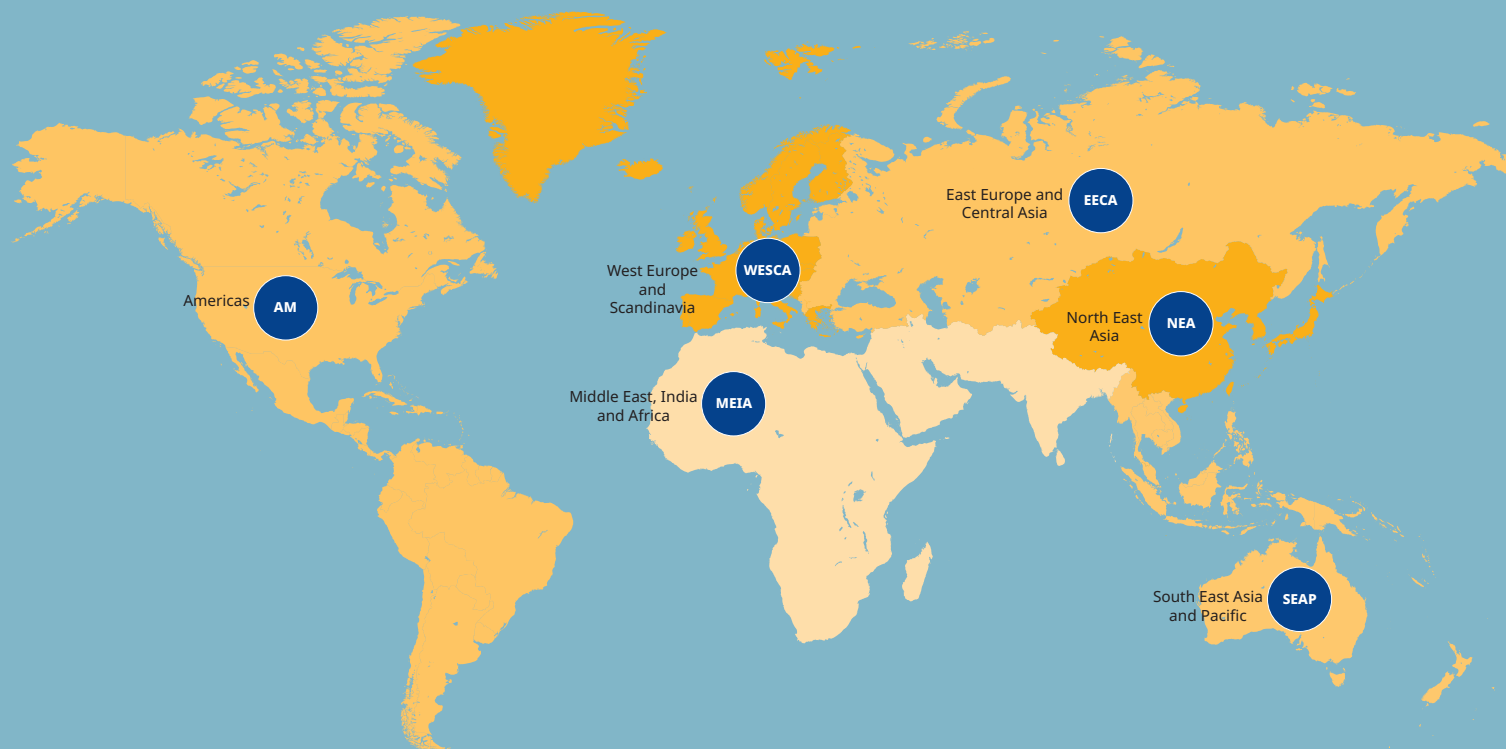 East Europe and
Central Asia
EECA
West Europe
and
Scandinavia
WESCA
Americas
AM
North East
Asia
NEA
Middle East, India
and Africa
MEIA
South East Asia
and Pacific
SEAP